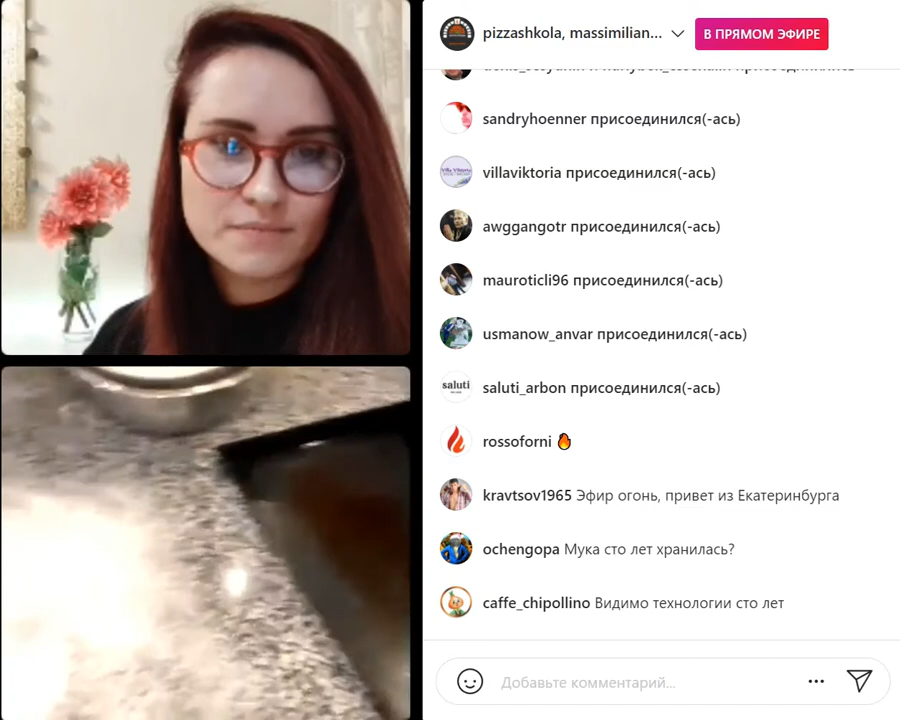 pizzashkola, massimilian...
В ПРЯМОМ ЭФИРЕ
sandryhoenner присоединился(-ась)
villaviktoria присоединился(-ась)
awggangotr присоединился(-ась)
mauroticli96 присоединился(-ась)
usmanow_anvar присоединился(-ась)
saluti
saluti_arbon присоединился(-ась)
rossoforni
kravtsov1965 Эфир огонь, привет из Екатеринбурга
ochengopa Мука сто лет хранилась?
caffe_chipollino Видимо технологии сто лет
Добавьте комментарий...